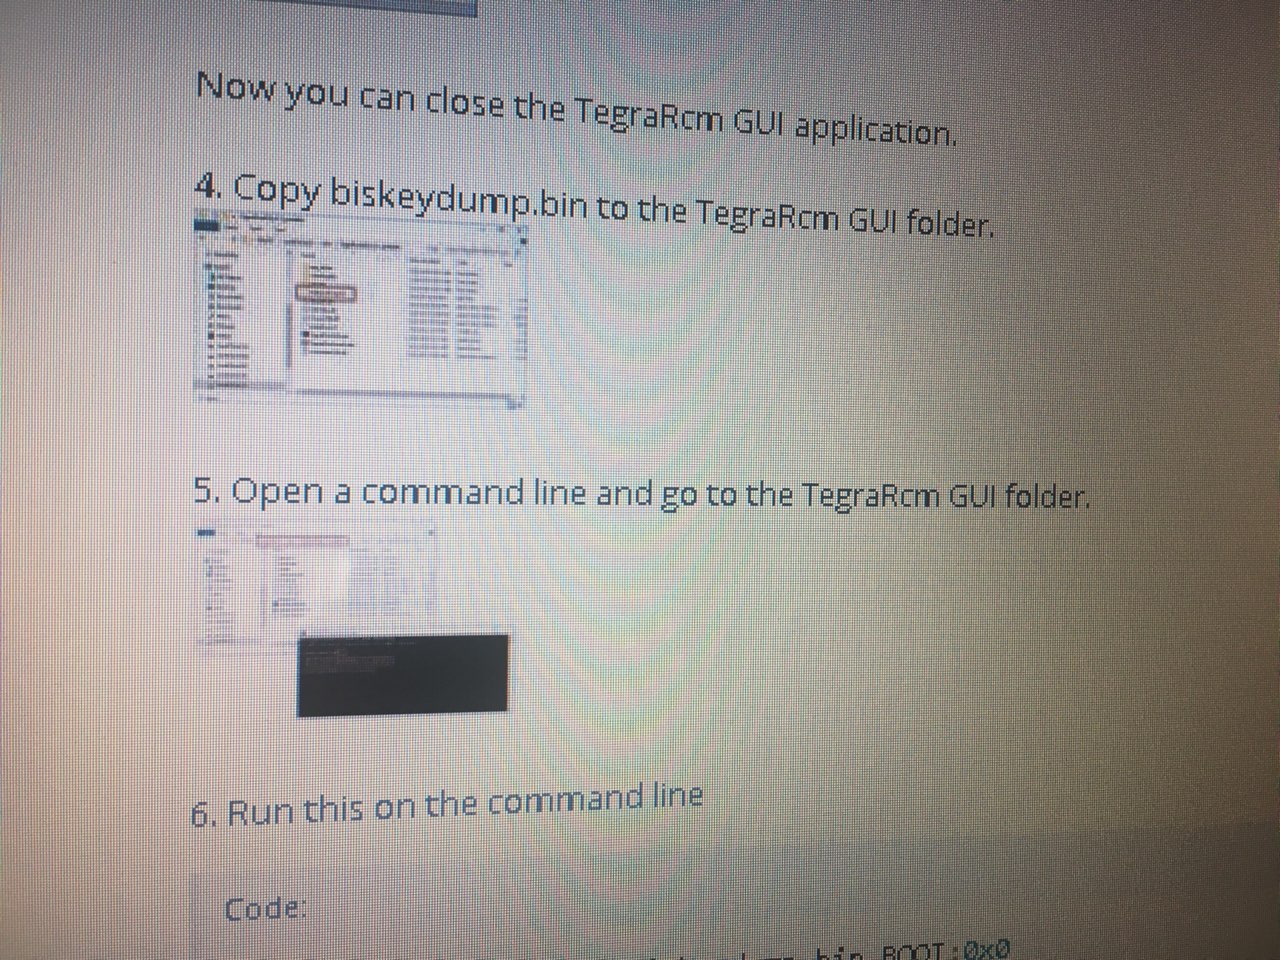 Now you can close the TegraRcm GUI application.
4. Copy biskeydump.bin to the TegraRcm GUI folder.
5. Open a command line and go to the TegraRcm GUI folder.
6. Run this on the command line
Code:
bin BOOT:0x0